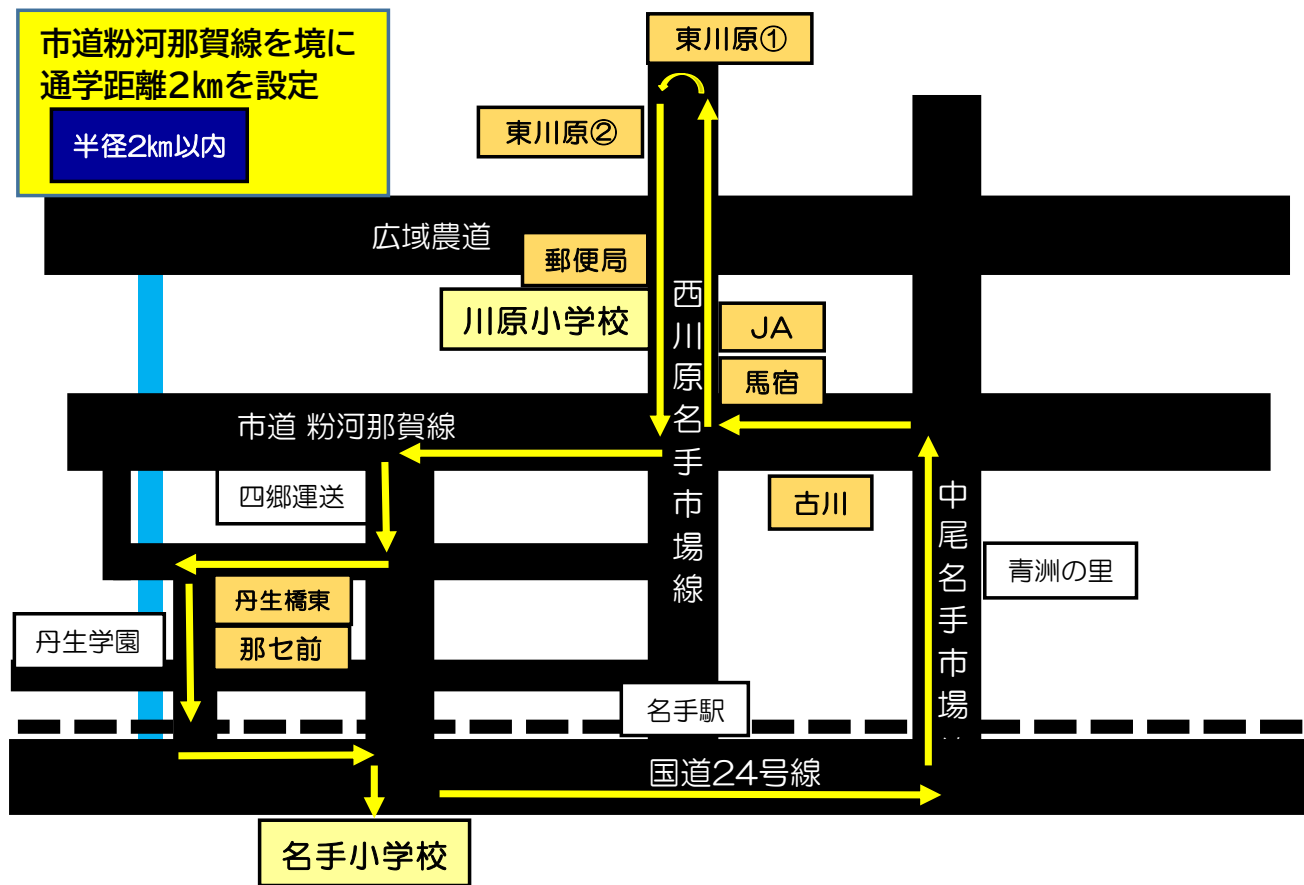 市道粉河那賀線を境に
通学距離2㎞を設定
半径2㎞以内
東川原①
東川原②
広域農道
郵便局
川原小学校
西川原名手市場線
JA
馬宿
市道 粉河那賀線
四郷運送
古川
中尾名手市場
青洲の里
丹生橋東
丹生学園
那セ前
名手駅
国道24号線
名手小学校